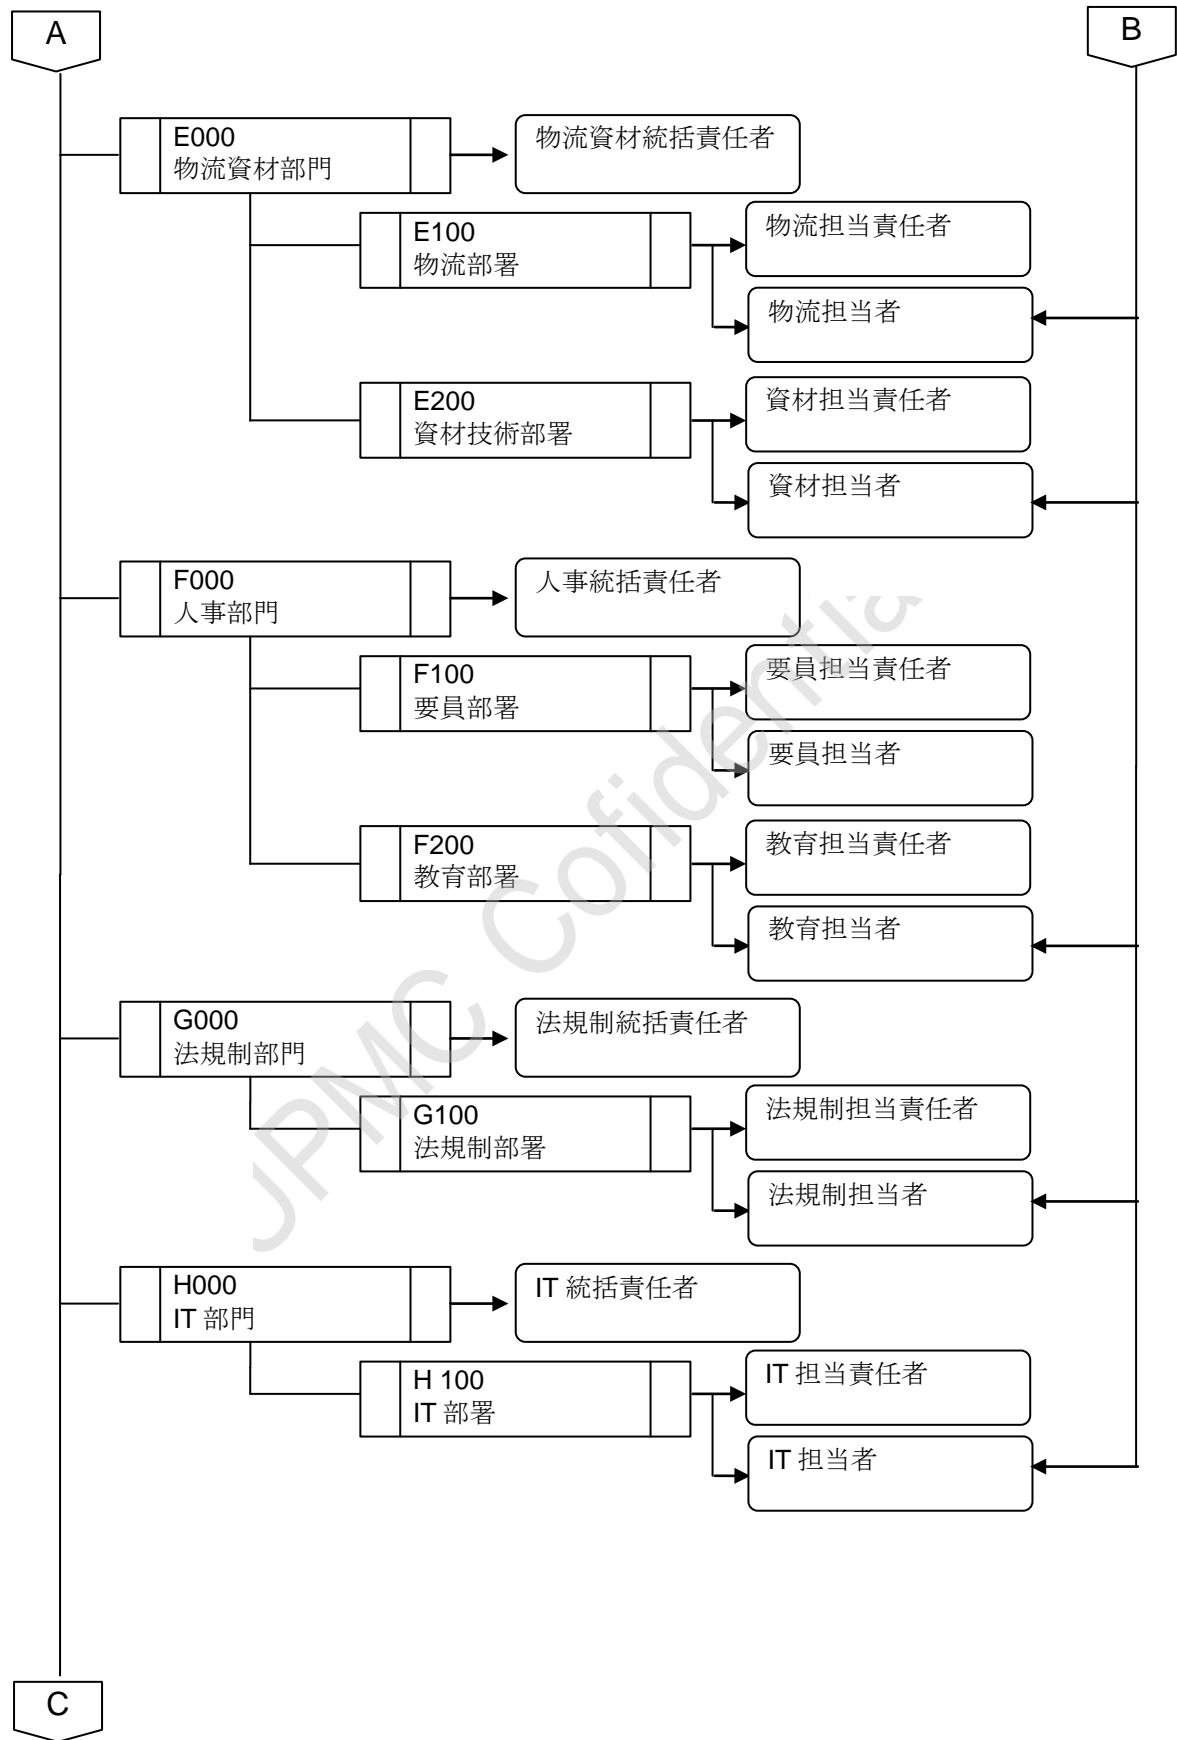 A
B
E000
物流資材部門
物流資材統括責任者
E100
物流部署
物流担当責任者
物流担当者
E200
資材技術部署
資材担当責任者
資材担当者
F000
人事部門
人事統括責任者
F100
要員部署
要員担当責任者
要員担当者
F200
教育部署
教育担当責任者
教育担当者
G000
法規制部門
法規制統括責任者
G100
法規制部署
法規制担当責任者
法規制担当者
H000
IT 部門
IT 統括責任者
H 100
IT 部署
IT 担当責任者
IT 担当者
C
JPMC Cofidential